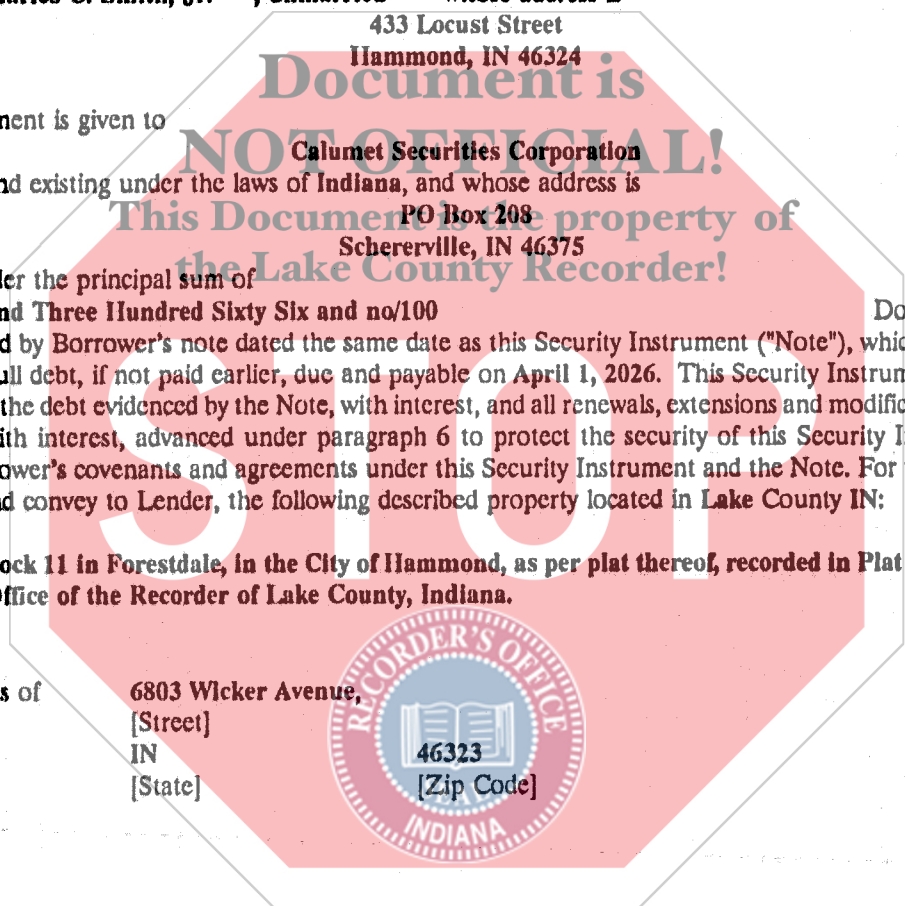 433 Locust Street
Hammond, IN 46324
Document is
ment is given to
NOT OFFICIAL!
Calumet Securities Corporation
nd existing under the laws of Indiana, and whose address is
This Document is the property of
PO Box 208
Schererville, IN 46375
the Lake County Recorder!
er the principal sum of
nd Three Hundred Sixty Six and no/100 Do
d by Borrower's note dated the same date as this Security Instrument ("Note"), whic
ull debt, if not paid earlier, due and payable on April 1, 2026. This Security Instrum
the debt evidenced by the Note, with interest, and all renewals, extensions and modific
ith interest, advanced under paragraph 6 to protect the security of this Security I
ower's covenants and agreements under this Security Instrument and the Note. For
d convey to Lender, the following described property located in Lake County IN:
STOP
ock 11 in Forestdale, in the City of Hammond, as per plat thereof, recorded in Plat
Office of the Recorder of Lake County, Indiana.
RECORDER'S OFFICE
s of 6803 Wicker Avenue,
[Street]
IN 46323
[State] [Zip Code]
SEAL
INDIANA